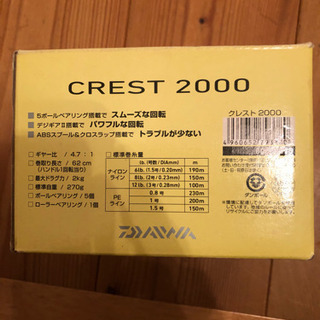 CREST 2000
●5ボールベアリング搭載で スムーズな回転
●デジギアⅡ搭載で パワフルな回転
●ABSスプール&クロスラップ搭載で トラブルが少ない
クレスト2000
●ギヤー比/4.7:1
●巻取り長さ/62cm
(ハンドル1回転当り)
●最大ドラグ力/2kg
●標準自重/270g
●ボールベアリング/5個
●ローラーベアリング/1個
●標準巻糸量
lb.(号数/DIAmm) m
ナイロンライン 6lb.(1.5号/0.20mm) 190m
8lb.(2号/0.23mm) 150m
12lb.(3号/0.28mm) 100m
PEライン 0.8号 230m
1号 200m
1.5号 150m
DAIWA